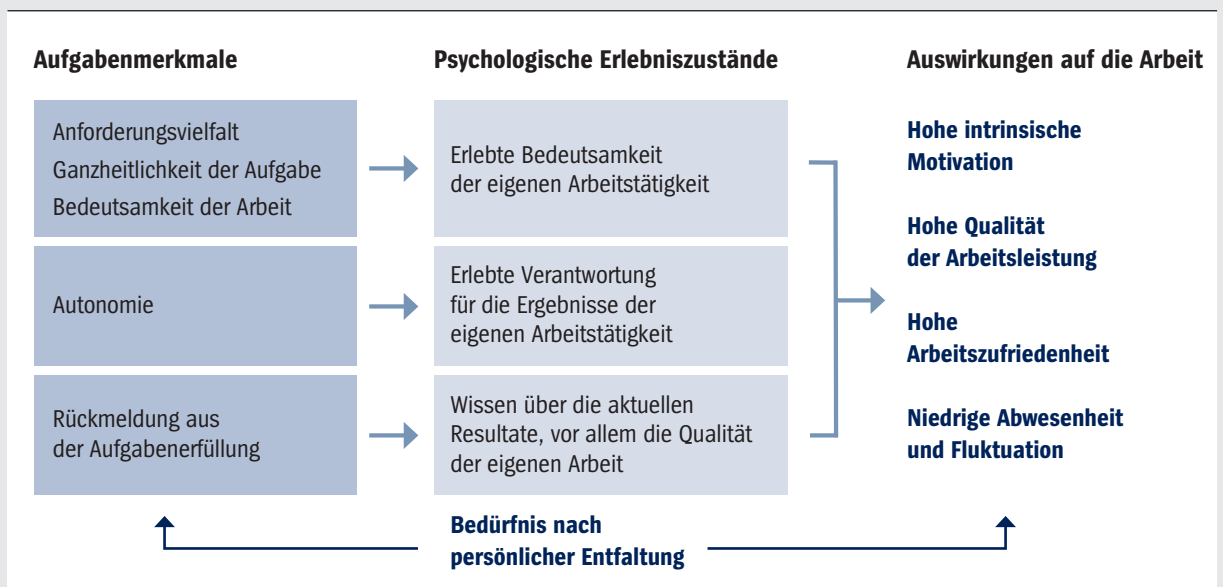 Aufgabenmerkmale
Psychologische Erlebniszustände
Auswirkungen auf die Arbeit
Anforderungsvielfalt
Ganzheitlichkeit der Aufgabe
Bedeutsamkeit der Arbeit
Erlebte Bedeutsamkeit
der eigenen Arbeitstätigkeit
Autonomie
Erlebte Verantwortung
für die Ergebnisse der
eigenen Arbeitstätigkeit
Rückmeldung aus
der Aufgabenerfüllung
Wissen über die aktuellen
Resultate, vor allem die Qualität
der eigenen Arbeit
Hohe intrinsische
Motivation
Hohe Qualität
der Arbeitsleistung
Hohe
Arbeitszufriedenheit
Niedrige Abwesenheit
und Fluktuation
Bedürfnis nach
persönlicher Entfaltung